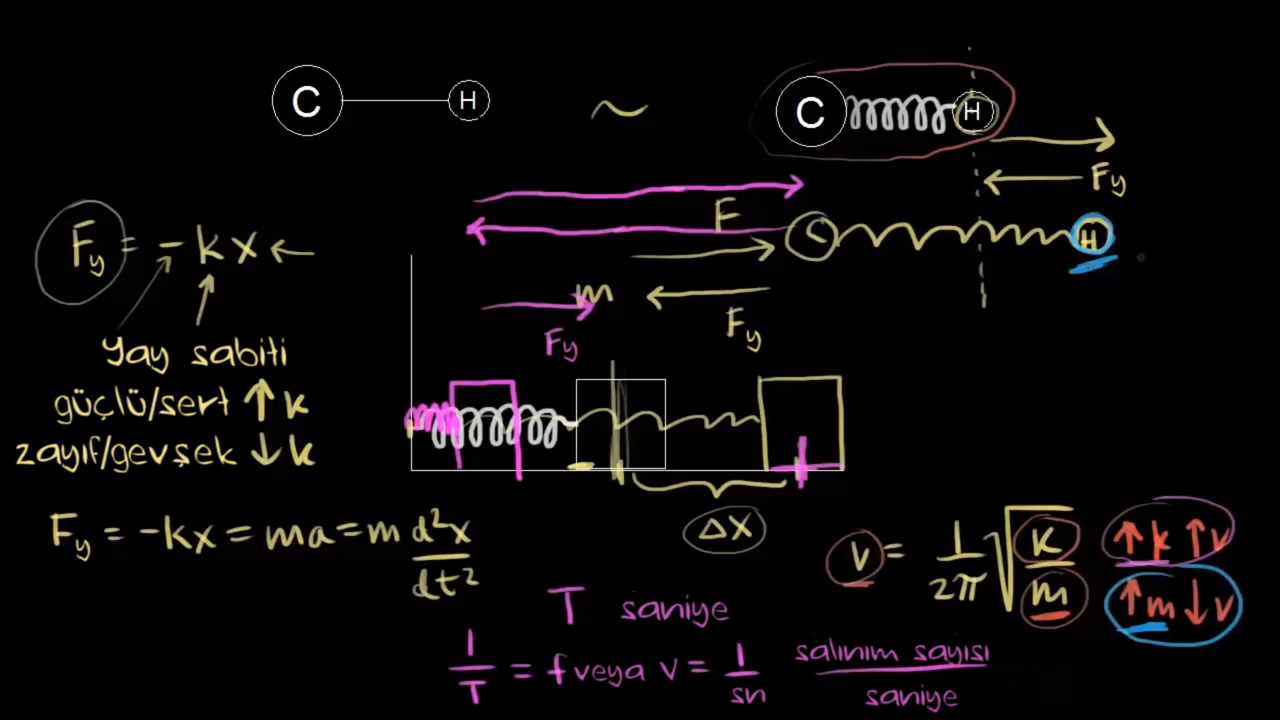 C H
~
C H
Fy
F
C H
Fy = -kx ←
m
Fy
Fy
Yay sabiti
güçlü/sert ↑ k
zayıf/gevşek ↓ k
ΔX
Fy = -kx = ma = m d²x/dt²
v = 1/2π √k/m
↑k ↑v
↑m ↓v
T saniye
1/T = f veya v = 1/sn
salınım sayısı
saniye